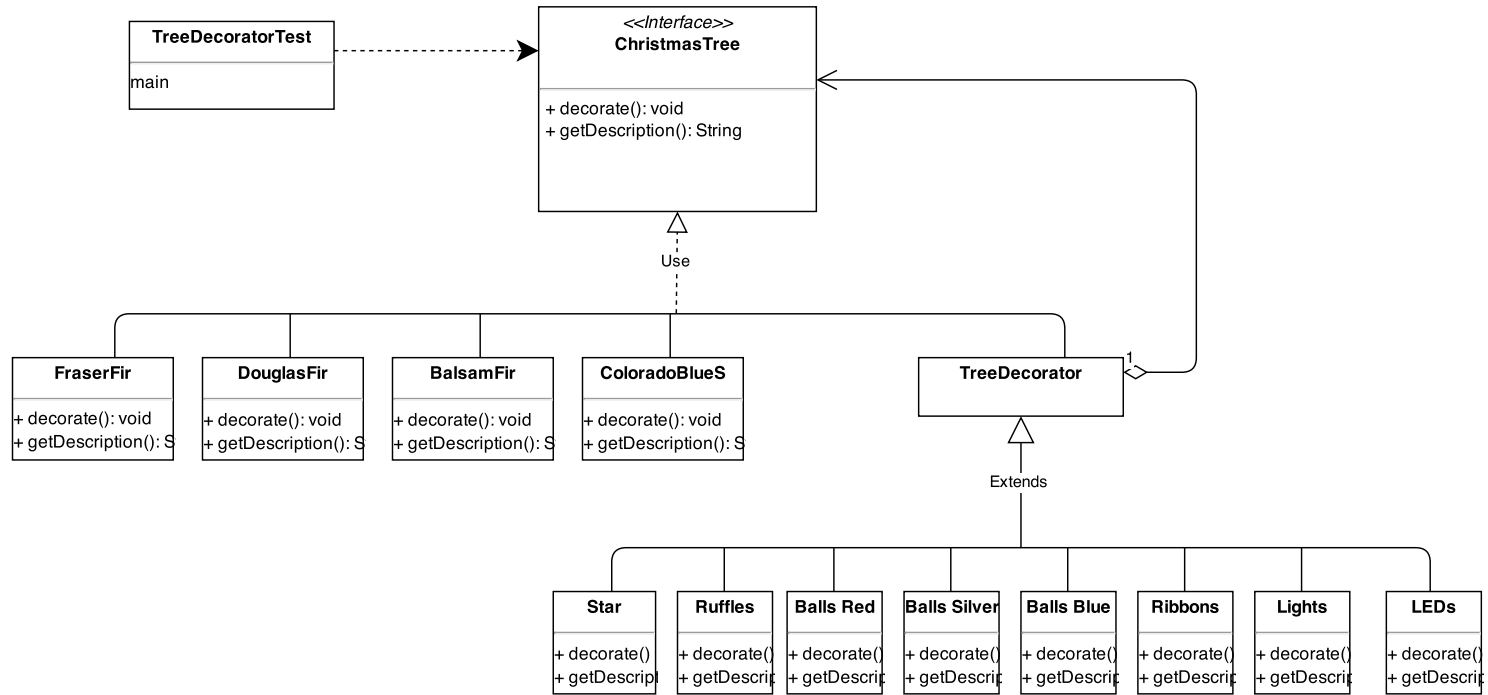 TreeDecoratorTest
main
<<Interface>>
ChristmasTree
+ decorate(): void
+ getDescription(): String
Use
FraserFir
+ decorate(): void
+ getDescription(): S
DouglasFir
+ decorate(): void
+ getDescription(): S
BalsamFir
+ decorate(): void
+ getDescription(): S
ColoradoBlueS
+ decorate(): void
+ getDescription(): S
TreeDecorator
1
Extends
Star
+ decorate()
+ getDescript
Ruffles
+ decorate()
+ getDescrip
Balls Red
+ decorate()
+ getDescrip
Balls Silver
+ decorate()
+ getDescrip
Balls Blue
+ decorate()
+ getDescrip
Ribbons
+ decorate()
+ getDescrip
Lights
+ decorate()
+ getDescrip
LEDs
+ decorate()
+ getDescrip